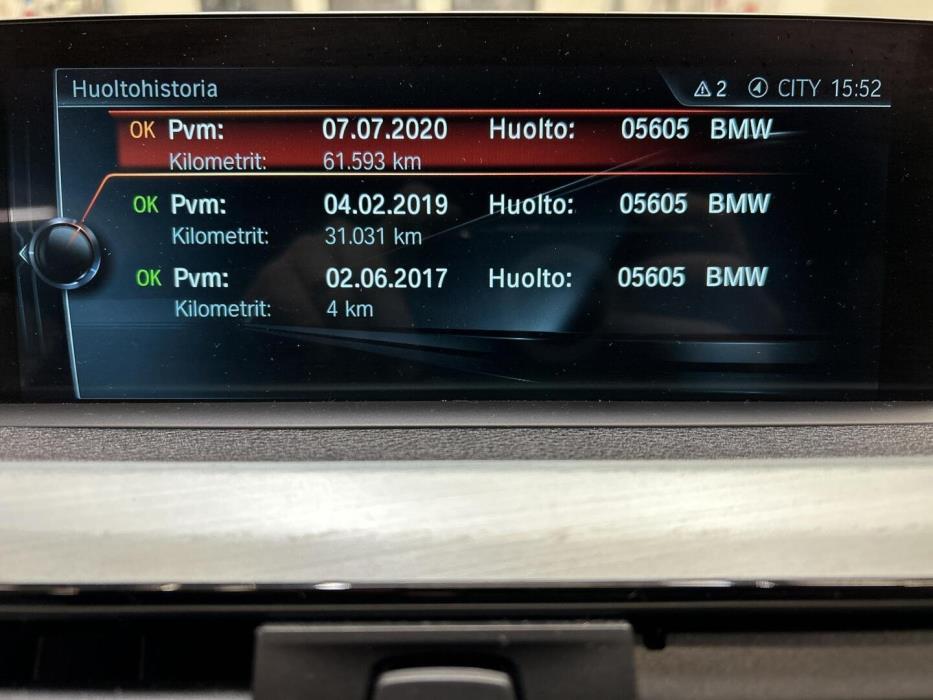 Huoltohistoria 2 CITY 15:52
OK Pvm: 07.07.2020 Huolto: 05605 BMW
Kilometrit: 61.593 km
OK Pvm: 04.02.2019 Huolto: 05605 BMW
Kilometrit: 31.031 km
OK Pvm: 02.06.2017 Huolto: 05605 BMW
Kilometrit: 4 km